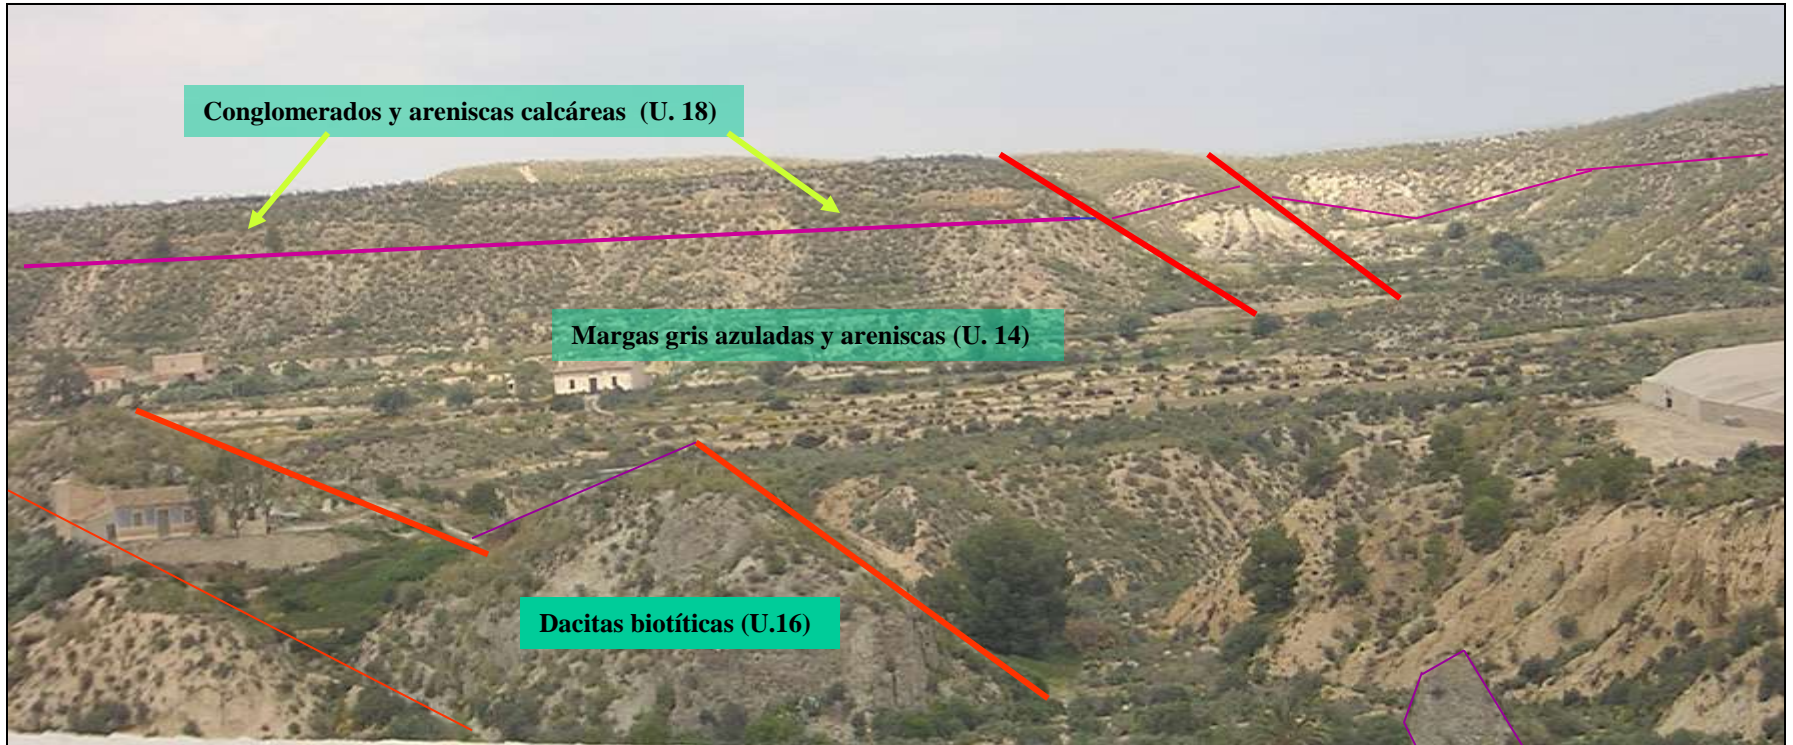 Conglomerados y areniscas calcáreas  (U. 18)
Margas gris azuladas y areniscas (U. 14)
Dacitas biotíticas (U.16)